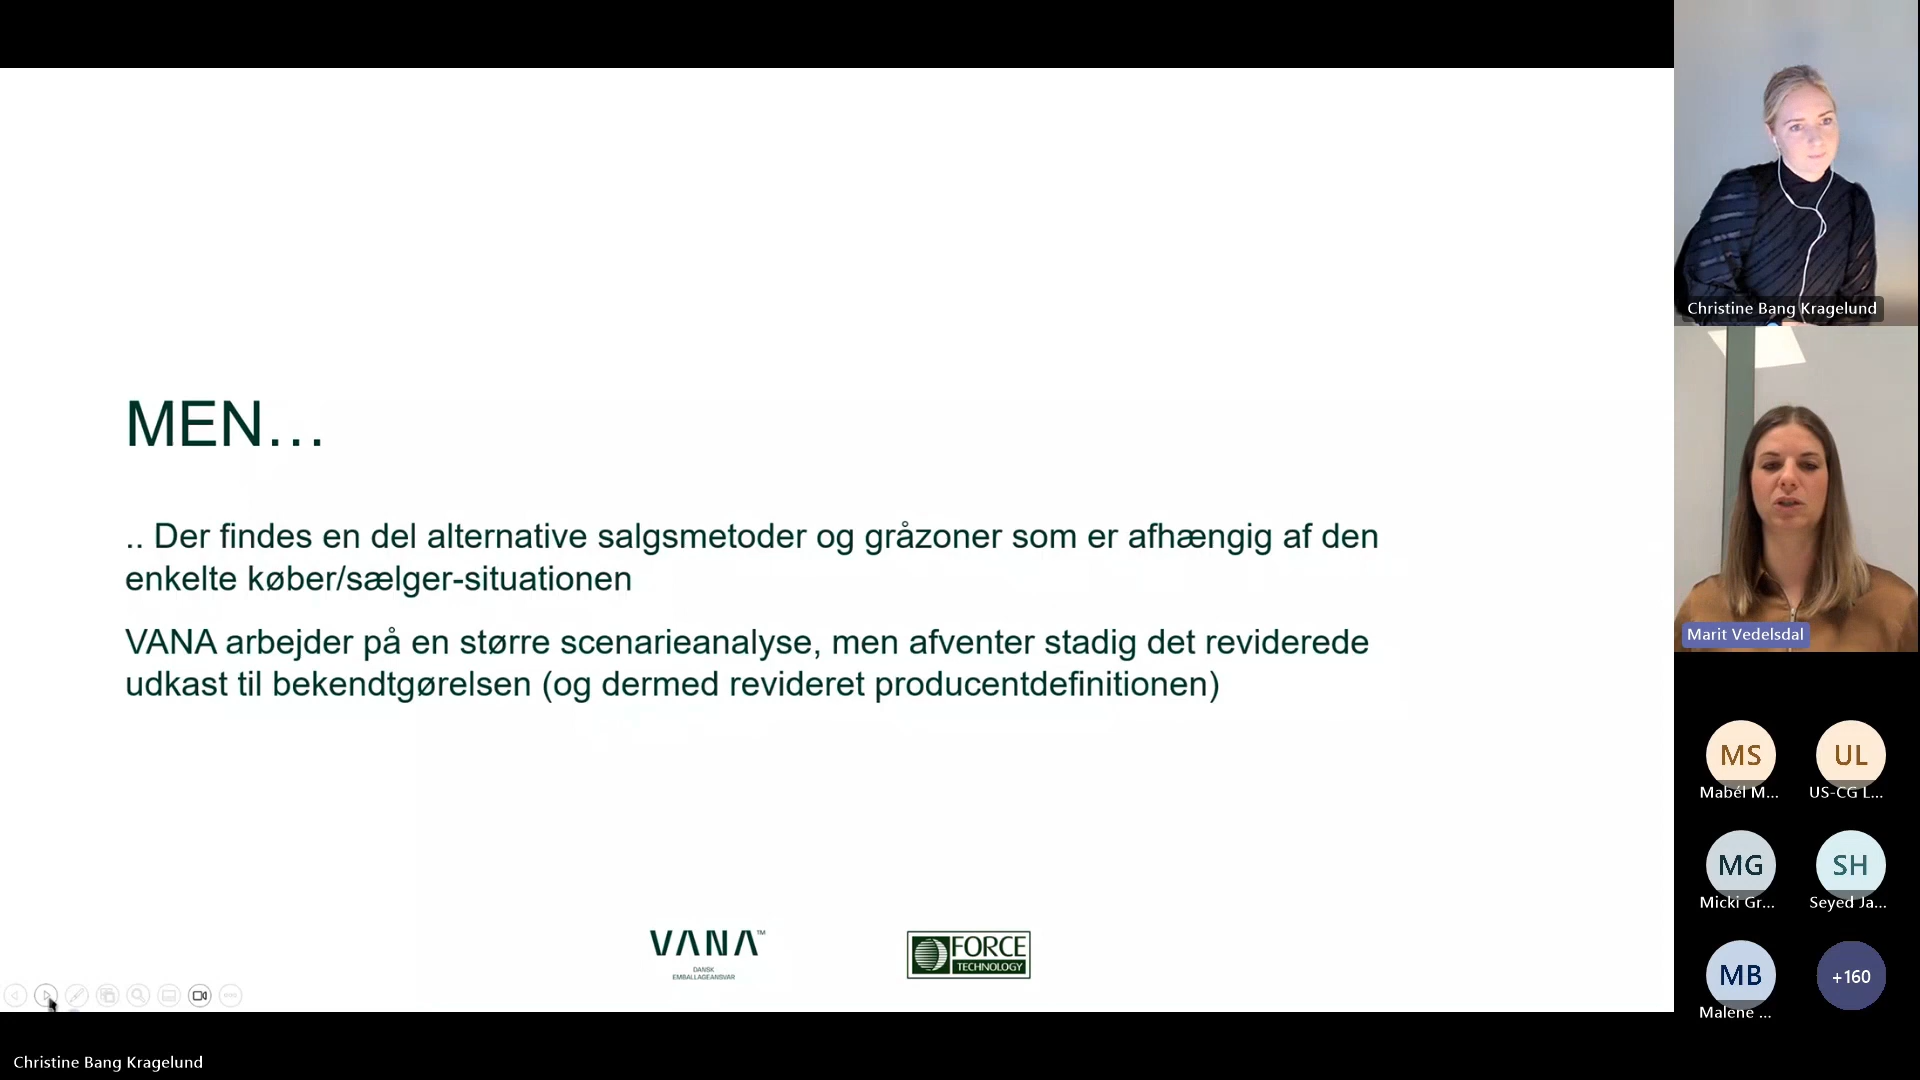 MEN…
.. Der findes en del alternative salgsmetoder og gråzoner som er afhængig af den
enkelte køber/sælger-situationen
VANA arbejder på en større scenarieanalyse, men afventer stadig det reviderede
udkast til bekendtgørelsen (og dermed revideret producentdefinitionen)
VANA™
DANSK
EMBALLAGEANSVAR
FORCE
TECHNOLOGY
Christine Bang Kragelund
Christine Bang Kragelund
Marit Vedelsdal
MS
Mabél M...
UL
US-CG L...
MG
Micki Gr...
SH
Seyed Ja...
MB
Malene ...
+160